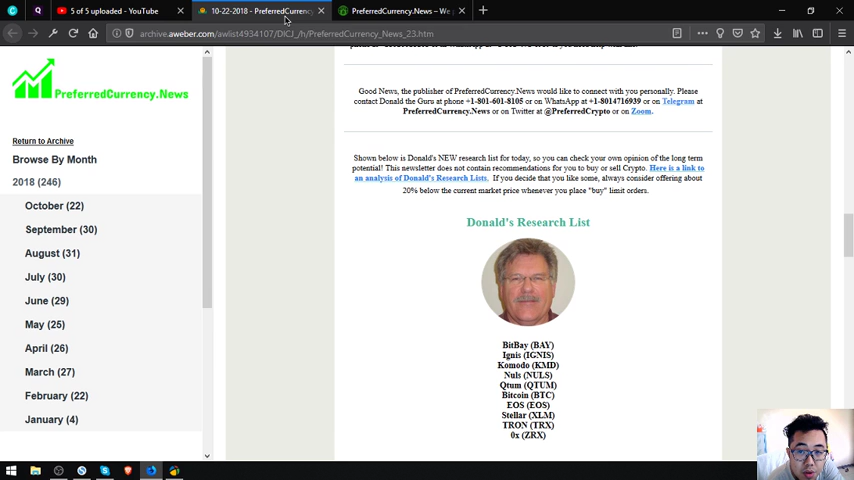 5 of 5 uploaded - YouTube
10-22-2018 - PreferredCurrency
PreferredCurrency.News – We p
archive.aweber.com/awlist4934107/DICJ_/h/PreferredCurrency_News_23.htm
PreferredCurrency.News
Return to Archive
Browse By Month
2018 (246)
October (22)
September (30)
August (31)
July (30)
June (29)
May (25)
April (26)
March (27)
February (22)
January (4)
Good News, the publisher of PreferredCurrency.News would like to connect with you personally. Please
contact Donald the Guru at phone +1-801-601-8105 or on WhatsApp at +1-8014716939 or on Telegram at
PreferredCurrency.News or on Twitter at @PreferredCrypto or on Zoom.
Shown below is Donald's NEW research list for today, so you can check your own opinion of the long term
potential! This newsletter does not contain recommendations for you to buy or sell Crypto. Here is a link to
an analysis of Donald's Research Lists. If you decide that you like some, always consider offering about
20% below the current market price whenever you place "buy" limit orders.
Donald's Research List
BitBay (BAY)
Ignis (IGNIS)
Komodo (KMD)
Nuls (NULS)
Qtum (QTUM)
Bitcoin (BTC)
EOS (EOS)
Stellar (XLM)
TRON (TRX)
0x (ZRX)